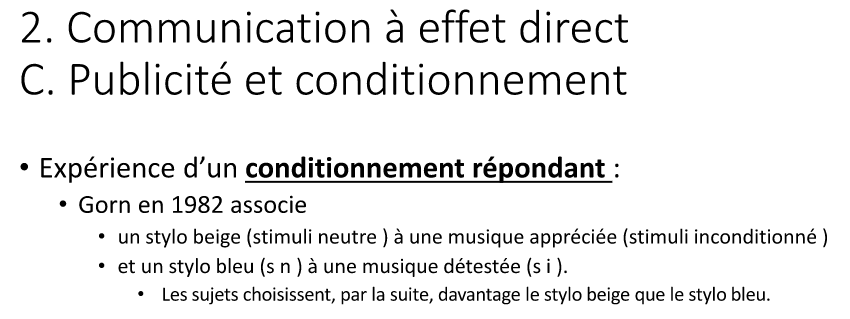 2. Communication à effet direct
C. Publicité et conditionnement
• Expérience d’un conditionnement répondant :
• Gorn en 1982 associe
• un stylo beige (stimuli neutre ) à une musique appréciée (stimuli inconditionné )
• et un stylo bleu (s n ) à une musique détestée (s i ).
• Les sujets choisissent, par la suite, davantage le stylo beige que le stylo bleu.